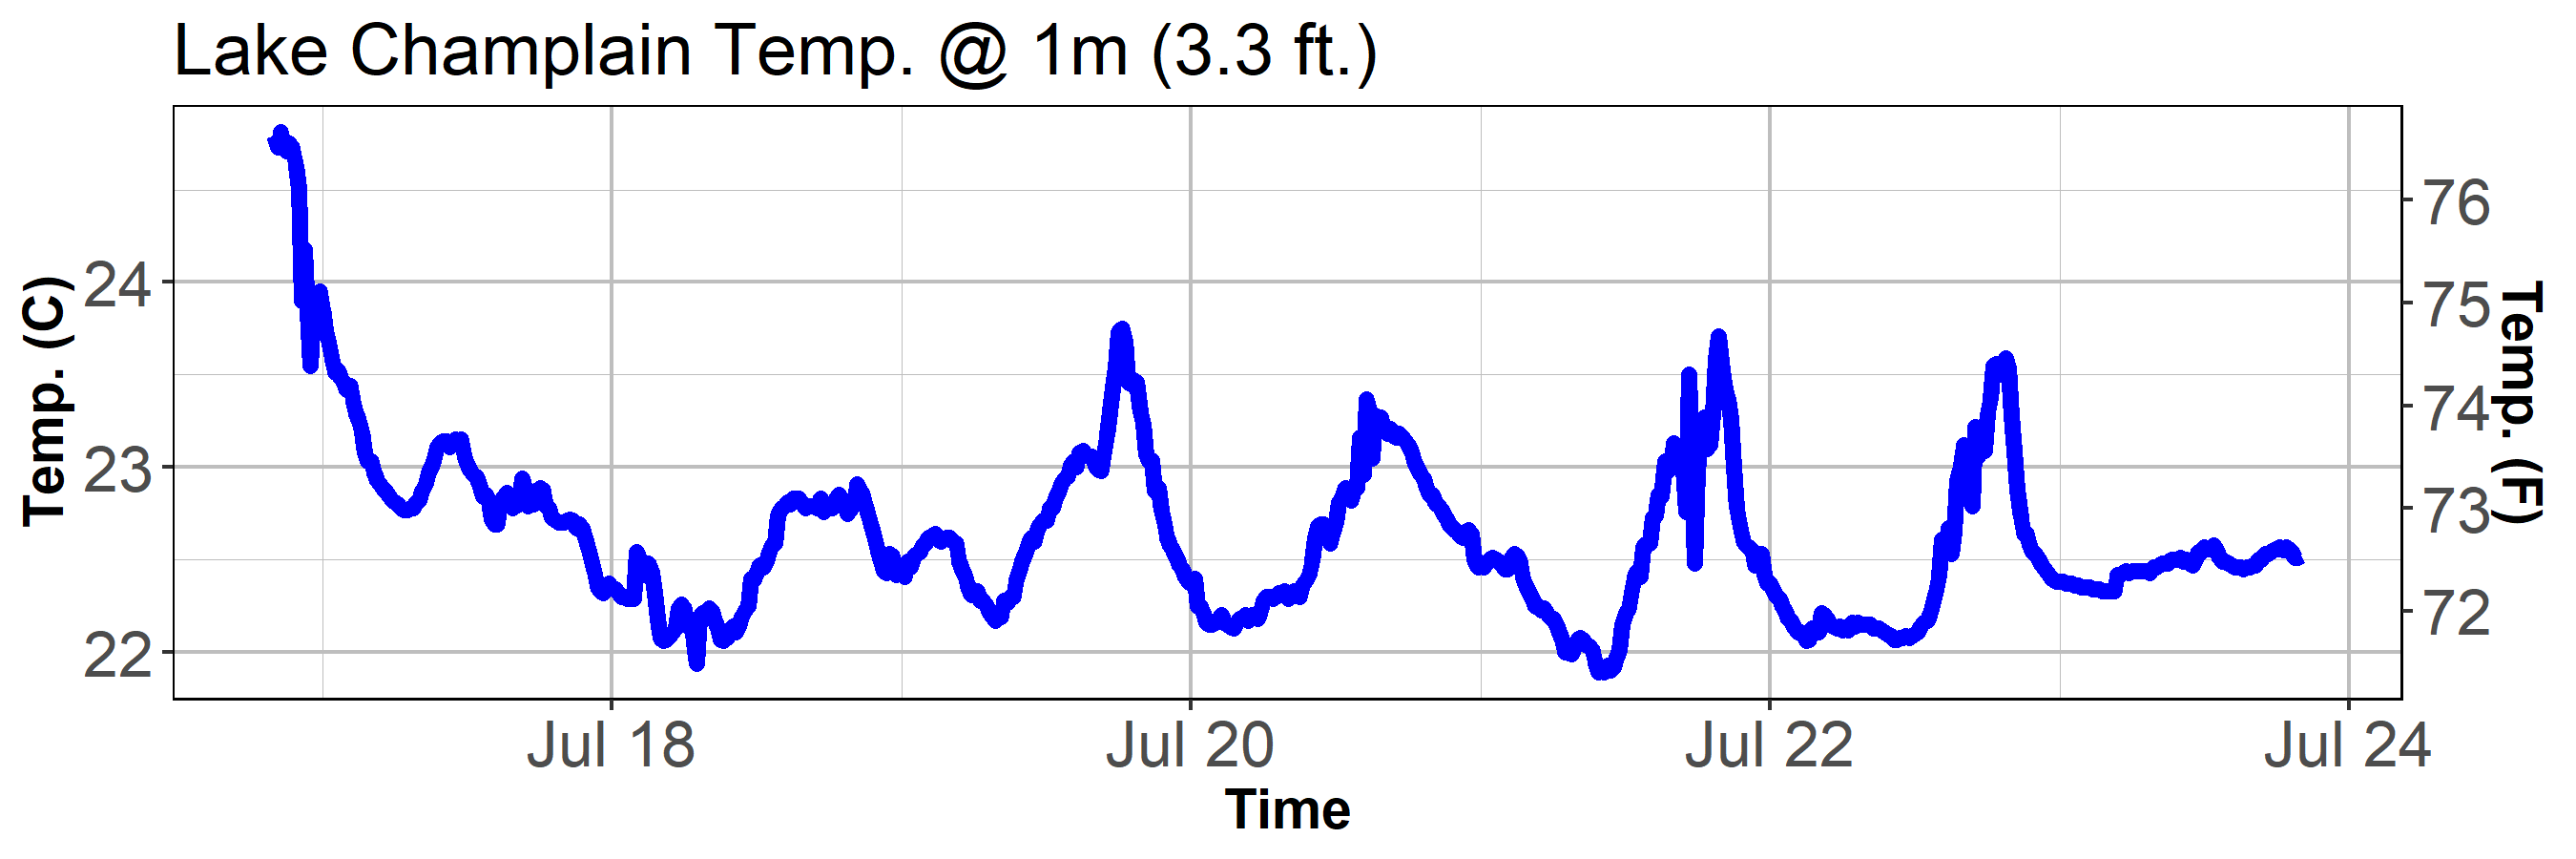 Lake Champlain Temp. @ 1m (3.3 ft.)
Temp. (C)
24
23
22
76
75
74
73
72
Temp. (F)
Jul 18
Jul 20
Jul 22
Jul 24
Time